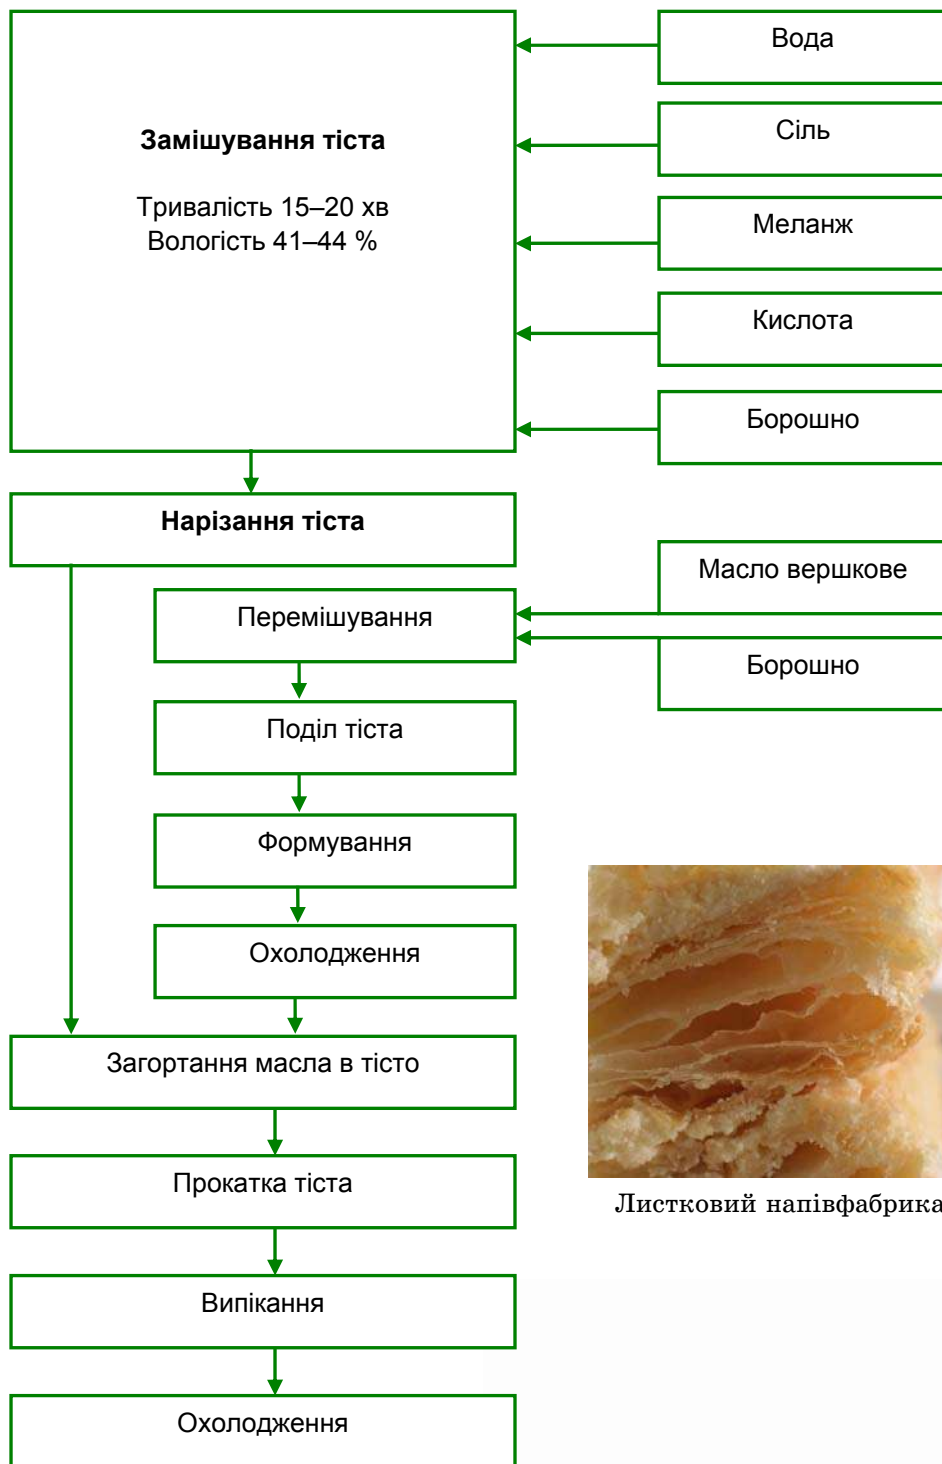 Замішування тіста
Тривалість 15–20 хв
Вологість 41–44 %
Вода
Сіль
Меланж
Кислота
Борошно
Нарізання тіста
Масло вершкове
Борошно
Перемішування
Поділ тіста
Формування
Охолодження
Загортання масла в тісто
Прокатка тіста
Випікання
Охолодження
Листковий напівфабрика